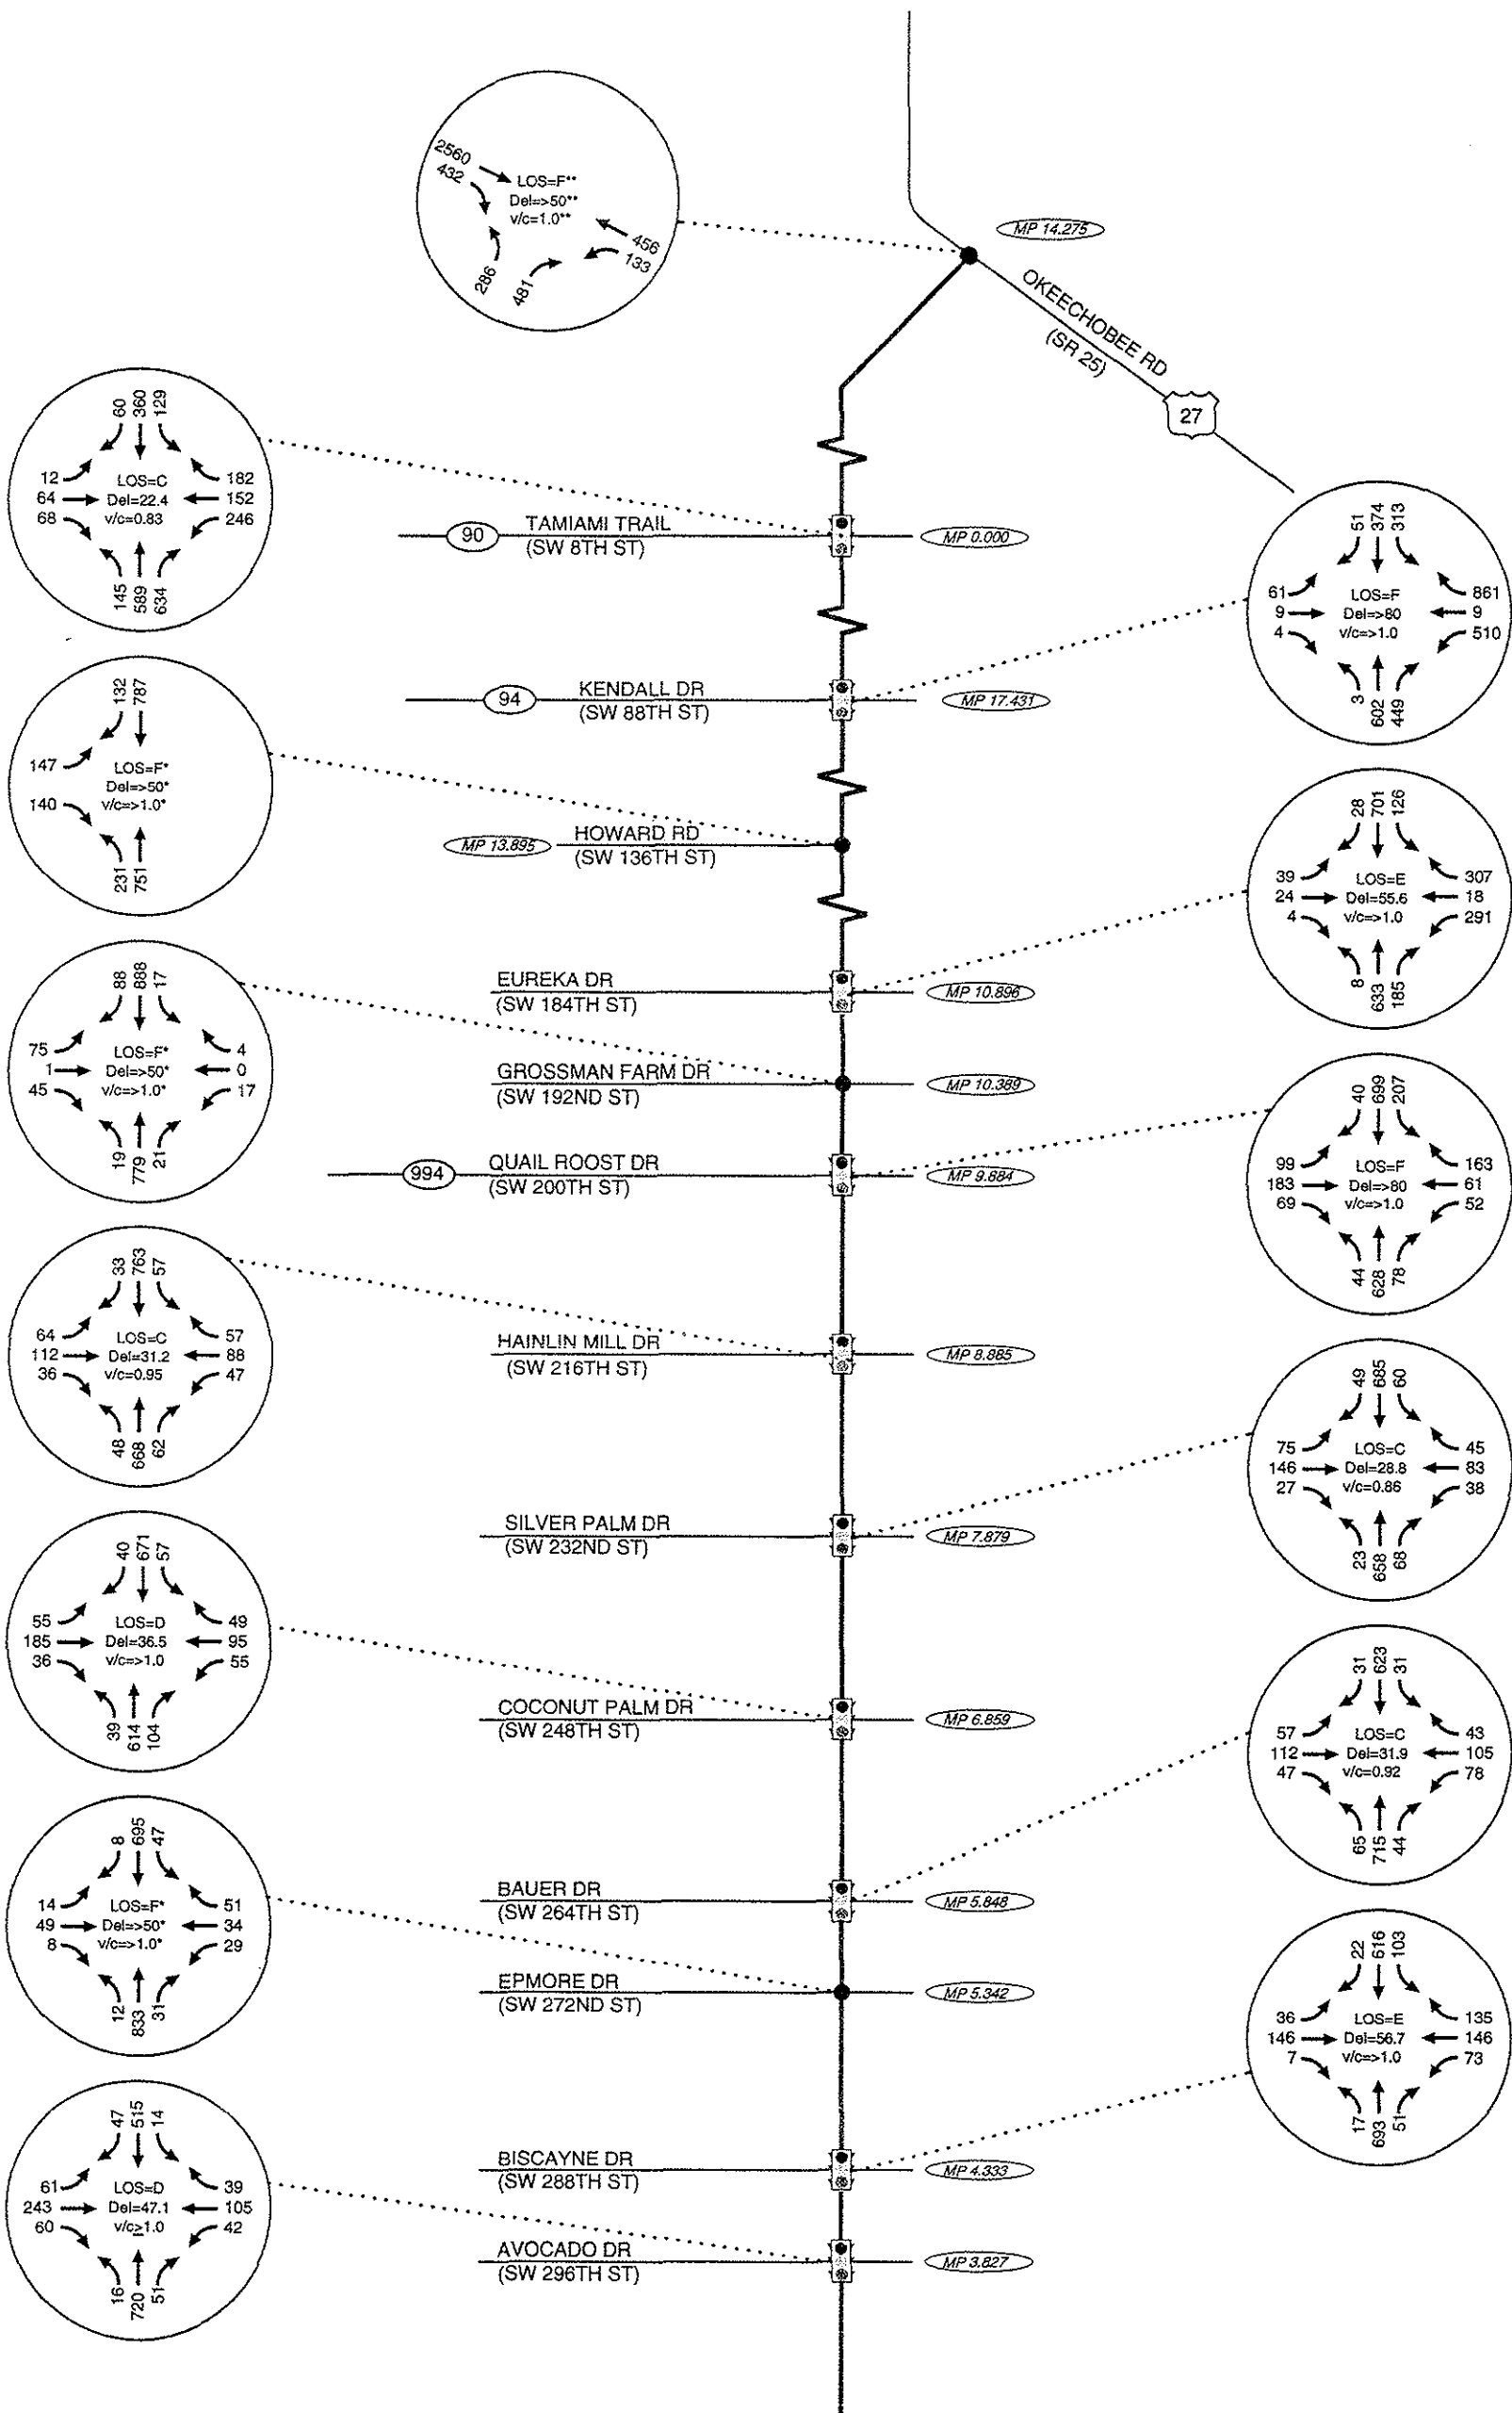 2560
432
LOS=F**
Del=>50**
v/c=1.0**
456
133
286
481
MP 14.275
OKEECHOBEE RD
(SR 25)
27
60 360 129
12
64
68
LOS=C
Del=22.4
v/c=0.83
182
152
246
145 589 634
90
TAMIAMI TRAIL
(SW 8TH ST)
MP 0.000
51 374 313
61
9
4
LOS=F
Del=>80
v/c=>1.0
861
9
510
3 602 449
94
KENDALL DR
(SW 88TH ST)
MP 17.431
132 787
147
140
LOS=F*
Del=>50*
v/c=>1.0*
231 751
MP 13.895
HOWARD RD
(SW 136TH ST)
28 701 126
39
24
4
LOS=E
Del=55.6
v/c=>1.0
307
18
291
8 633 185
EUREKA DR
(SW 184TH ST)
MP 10.896
88 888 17
75
1
45
LOS=F*
Del=>50*
v/c=>1.0*
4
0
17
19 779 21
GROSSMAN FARM DR
(SW 192ND ST)
MP 10.389
40 699 207
99
183
69
LOS=F
Del=>80
v/c=>1.0
163
61
52
44 628 78
994
QUAIL ROOST DR
(SW 200TH ST)
MP 9.884
33 763 57
64
112
36
LOS=C
Del=31.2
v/c=0.95
57
88
47
48 668 62
HAINLIN MILL DR
(SW 216TH ST)
MP 8.885
49 685 60
75
146
27
LOS=C
Del=28.8
v/c=0.86
45
83
38
23 658 68
SILVER PALM DR
(SW 232ND ST)
MP 7.879
40 671 57
55
185
36
LOS=D
Del=36.5
v/c=>1.0
49
95
55
39 614 104
COCONUT PALM DR
(SW 248TH ST)
MP 6.859
31 623 31
57
112
47
LOS=C
Del=31.9
v/c=0.92
43
105
78
65 715 44
BAUER DR
(SW 264TH ST)
MP 5.848
8 695 47
14
49
8
LOS=F*
Del=>50*
v/c=>1.0*
51
34
29
12 833 31
EPMORE DR
(SW 272ND ST)
MP 5.342
22 616 103
36
146
7
LOS=E
Del=56.7
v/c=>1.0
135
146
73
17 693 51
BISCAYNE DR
(SW 288TH ST)
MP 4.333
47 515 14
61
243
60
LOS=D
Del=47.1
v/c≥1.0
39
105
42
16 720 51
AVOCADO DR
(SW 296TH ST)
MP 3.827